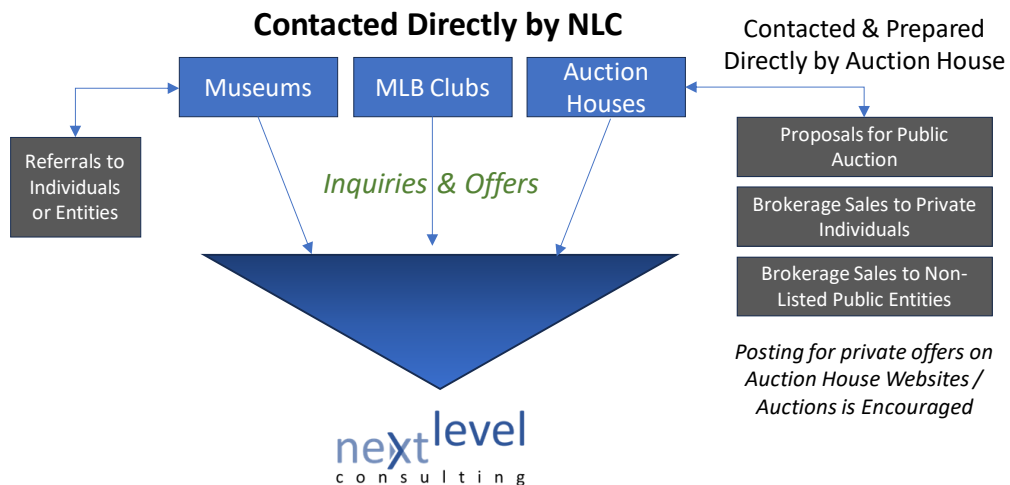 Contacted Directly by NLC
Contacted & Prepared
Directly by Auction House
Museums
MLB Clubs
Auction
Houses
Referrals to
Individuals
or Entities
Inquiries & Offers
Proposals for Public
Auction
Brokerage Sales to Private
Individuals
Brokerage Sales to Non-
Listed Public Entities
Posting for private offers on
Auction House Websites /
Auctions is Encouraged
next level
consulting